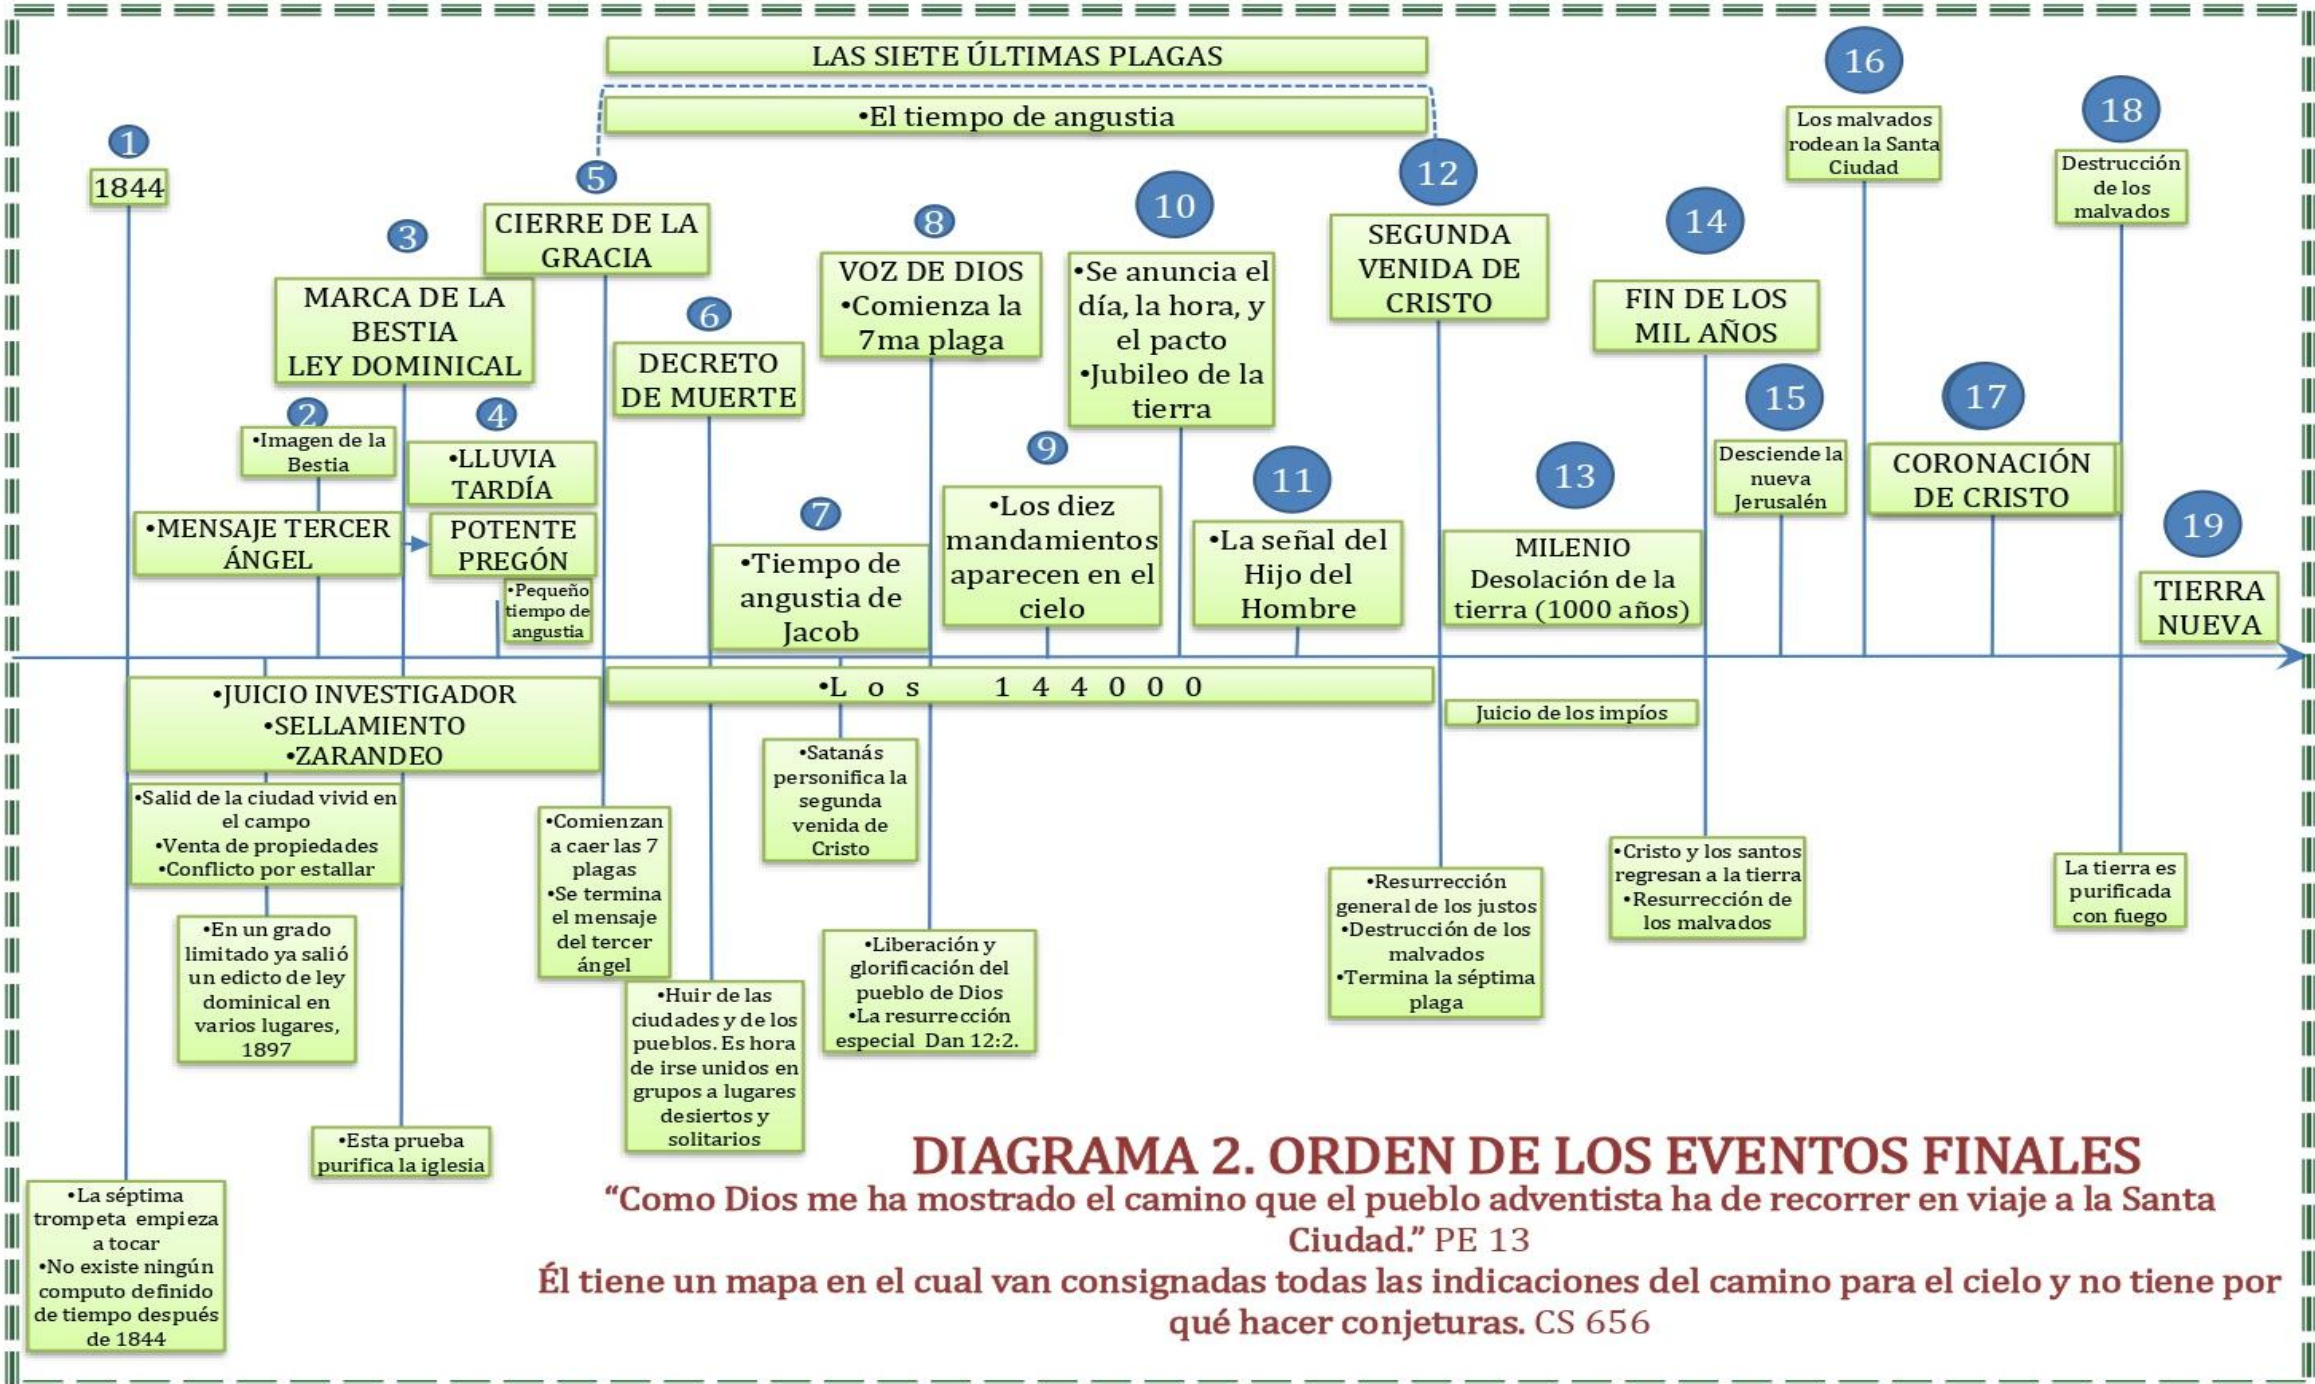 LAS SIETE ÚLTIMAS PLAGAS
•El tiempo de angustia
1
1844
2
•Imagen de la
Bestia
•MENSAJE TERCER
ÁNGEL
3
MARCA DE LA
BESTIA
LEY DOMINICAL
4
•LLUVIA
TARDÍA
POTENTE
PREGÓN
•Pequeño
tiempo de
angustia
5
CIERRE DE LA
GRACIA
6
DECRETO
DE MUERTE
7
•Tiempo de
angustia de
Jacob
8
VOZ DE DIOS
•Comienza la
7ma plaga
9
•Los diez
mandamientos
aparecen en el
cielo
10
•Se anuncia el
día, la hora, y
el pacto
•Jubileo de la
tierra
11
•La señal del
Hijo del
Hombre
12
SEGUNDA
VENIDA DE
CRISTO
13
MILENIO
Desolación de la
tierra (1000 años)
14
FIN DE LOS
MIL AÑOS
15
Desciende la
nueva
Jerusalén
16
Los malvados
rodean la Santa
Ciudad
17
CORONACIÓN
DE CRISTO
18
Destrucción
de los
malvados
19
TIERRA
NUEVA
•JUICIO INVESTIGADOR
•SELLAMIENTO
•ZARANDEO
•Los 144000
Juicio de los impíos
•Salid de la ciudad vivid en
el campo
•Venta de propiedades
•Conflicto por estallar
•En un grado
limitado ya salió
un edicto de ley
dominical en
varios lugares,
1897
•Esta prueba
purifica la iglesia
•La séptima
trompeta empieza
a tocar
•No existe ningún
computo definido
de tiempo después
de 1844
•Comienzan
a caer las 7
plagas
•Se termina
el mensaje
del tercer
ángel
•Huir de las
ciudades y de los
pueblos. Es hora
de irse unidos en
grupos a lugares
desiertos y
solitarios
•Satanás
personifica la
segunda
venida de
Cristo
•Liberación y
glorificación del
pueblo de Dios
•La resurrección
especial Dan 12:2.
•Resurrección
general de los justos
•Destrucción de los
malvados
•Termina la séptima
plaga
•Cristo y los santos
regresan a la tierra
•Resurrección de
los malvados
La tierra es
purificada
con fuego
DIAGRAMA 2. ORDEN DE LOS EVENTOS FINALES
“Como Dios me ha mostrado el camino que el pueblo adventista ha de recorrer en viaje a la Santa
Ciudad.” PE 13
Él tiene un mapa en el cual van consignadas todas las indicaciones del camino para el cielo y no tiene por
qué hacer conjeturas. CS 656